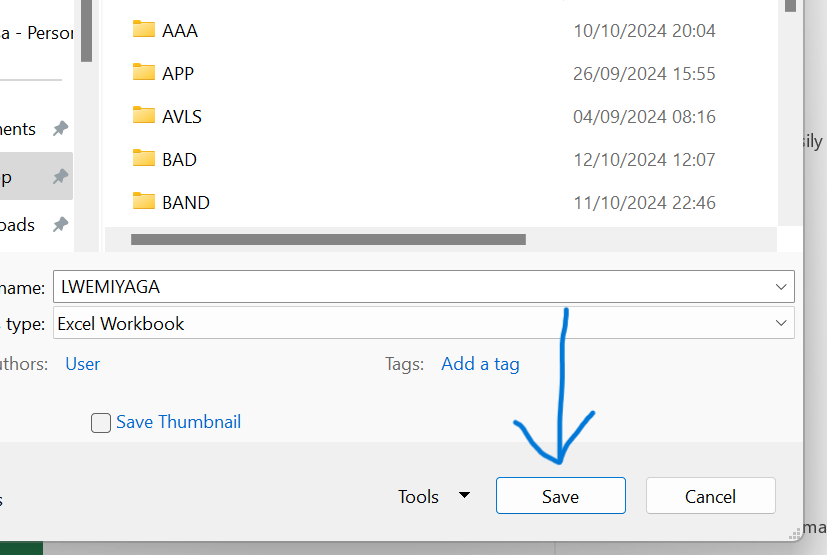 a - Person
AAA 10/10/2024 20:04
APP 26/09/2024 15:55
AVLS 04/09/2024 08:16
ments
BAD 12/10/2024 12:07
p
BAND 11/10/2024 22:46
oads
sily
name: LWEMIYAGA
type: Excel Workbook
uthors: User Tags: Add a tag
Save Thumbnail
s
Tools Save Cancel
ma